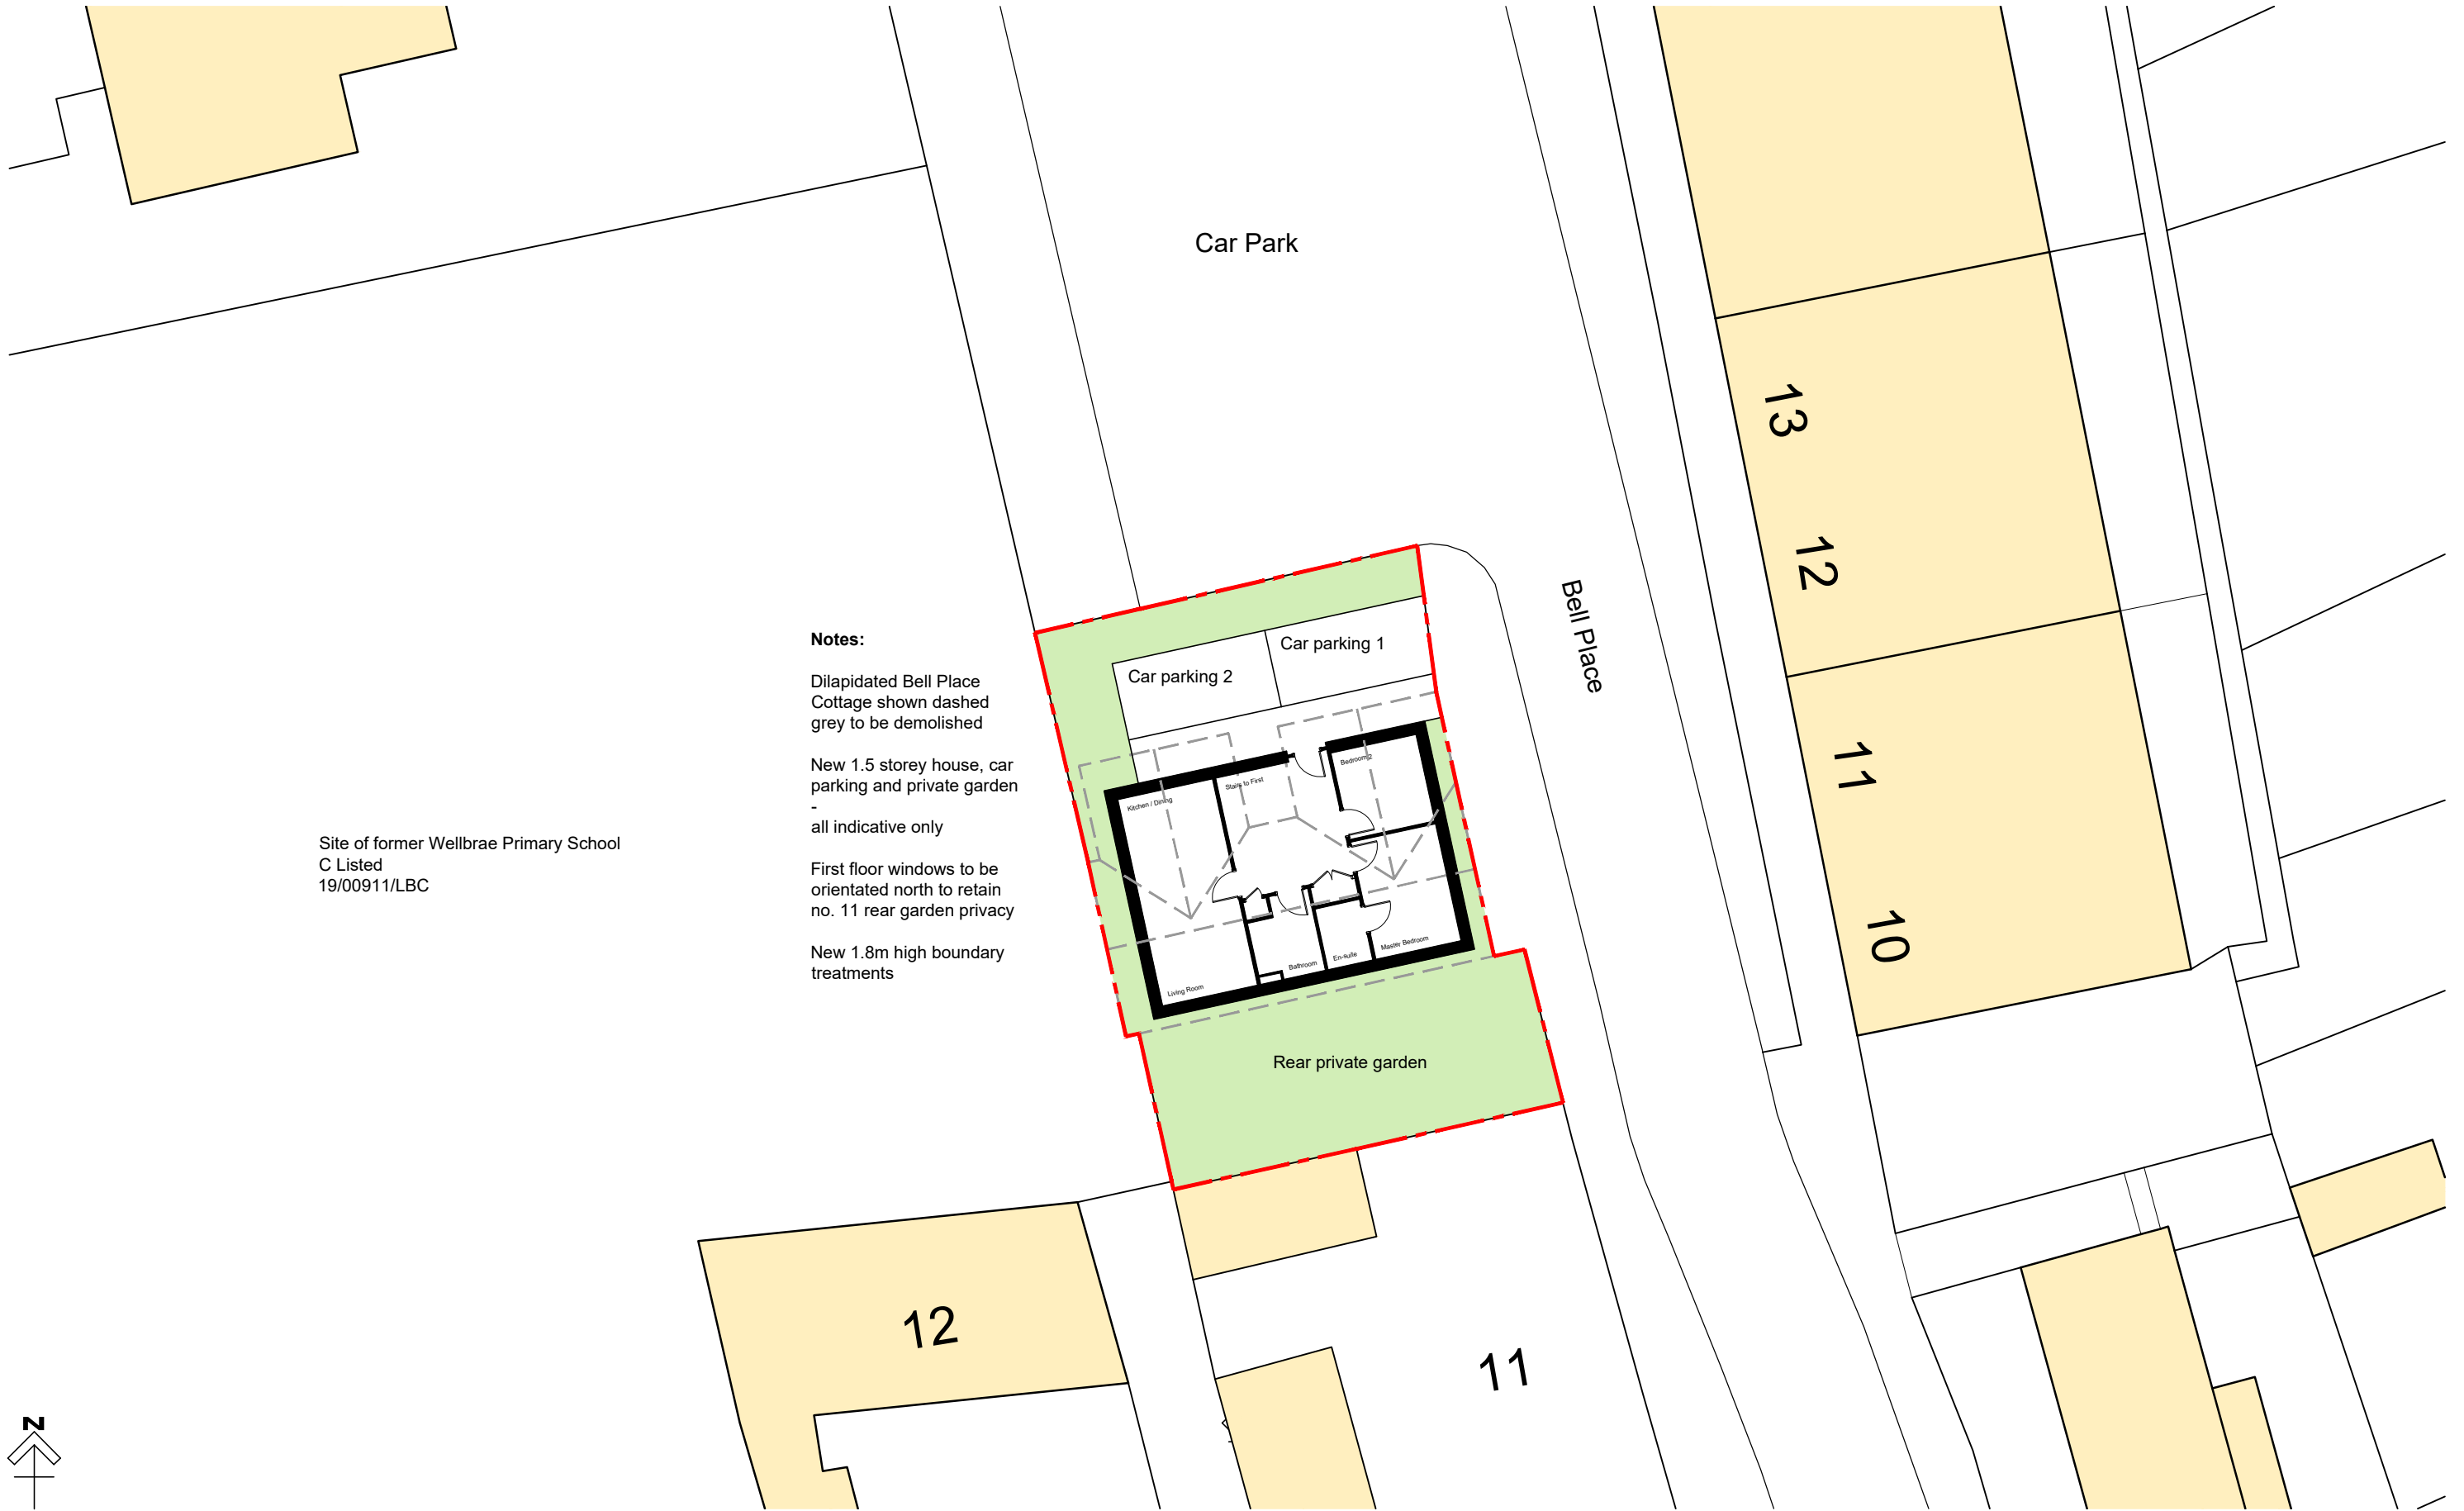 Car Park
13
12
11
10
Bell Place
Notes:
Dilapidated Bell Place
Cottage shown dashed
grey to be demolished
New 1.5 storey house, car
parking and private garden
-
all indicative only
First floor windows to be
orientated north to retain
no. 11 rear garden privacy
New 1.8m high boundary
treatments
Site of former Wellbrae Primary School
C Listed
19/00911/LBC
Car parking 1
Car parking 2
Bedroom 2
Stairs to First
Kitchen / Dining
Master Bedroom
En-suite
Bathroom
Living Room
Rear private garden
12
11
N